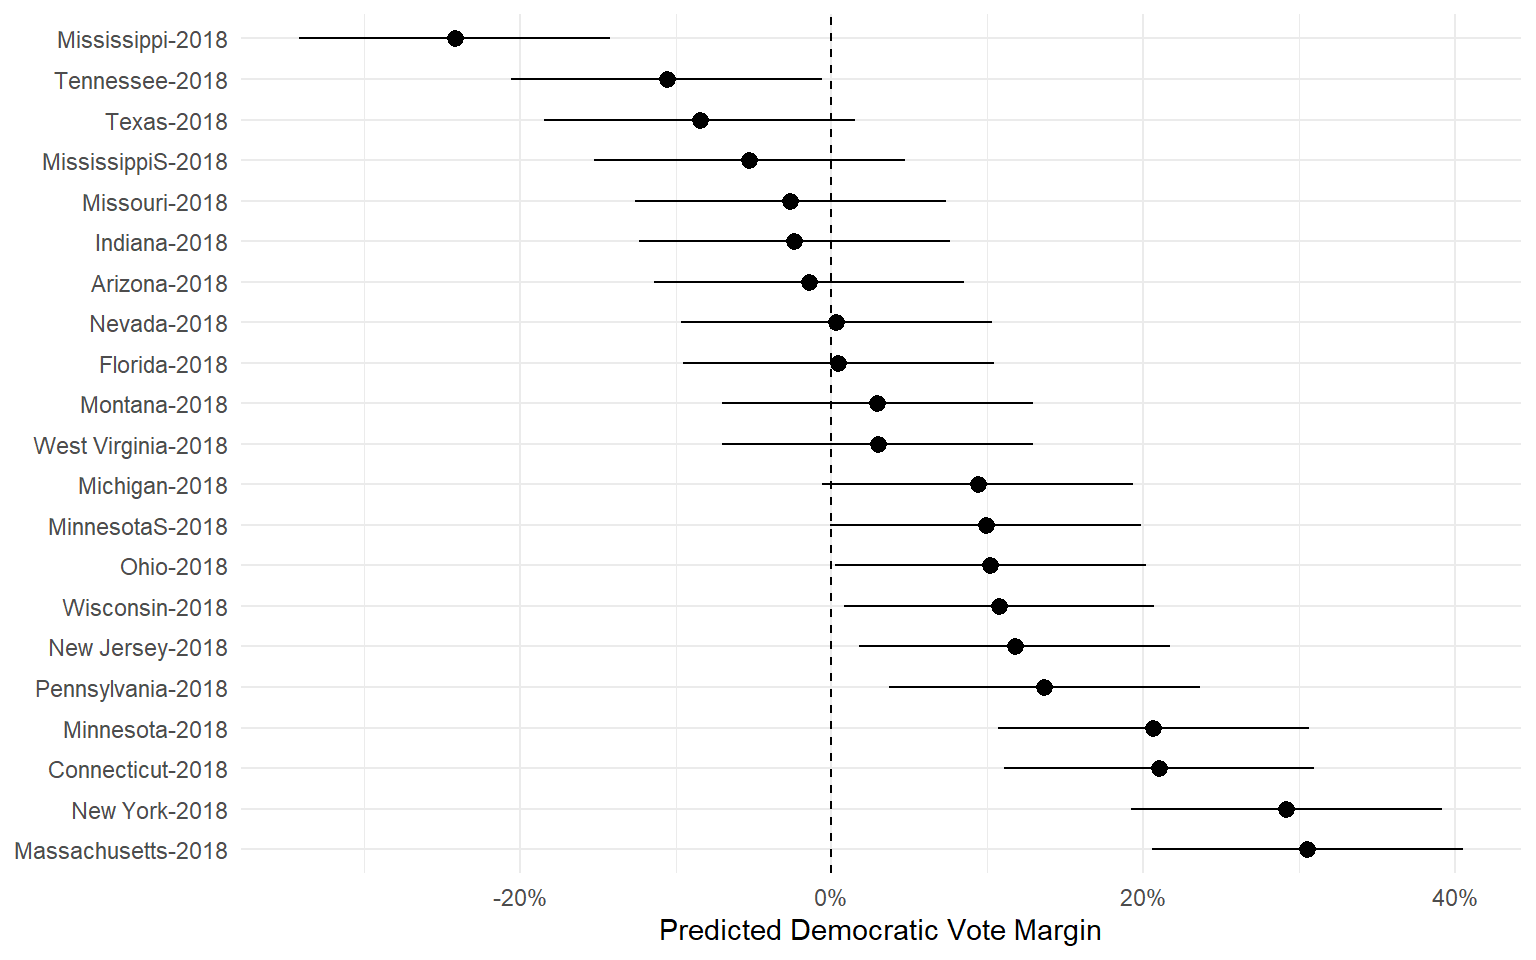 Mississippi-2018
Tennessee-2018
Texas-2018
MississippiS-2018
Missouri-2018
Indiana-2018
Arizona-2018
Nevada-2018
Florida-2018
Montana-2018
West Virginia-2018
Michigan-2018
MinnesotaS-2018
Ohio-2018
Wisconsin-2018
New Jersey-2018
Pennsylvania-2018
Minnesota-2018
Connecticut-2018
New York-2018
Massachusetts-2018
-20% 0% 20% 40%
Predicted Democratic Vote Margin